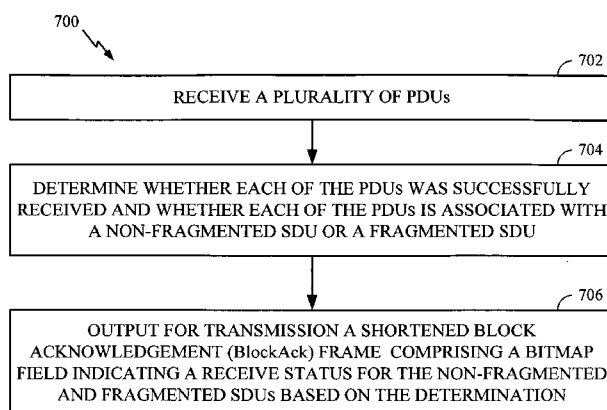 700
702
RECEIVE A PLURALITY OF PDUs
704
DETERMINE WHETHER EACH OF THE PDUs WAS SUCCESSFULLY
RECEIVED AND WHETHER EACH OF THE PDUs IS ASSOCIATED WITH
A NON-FRAGMENTED SDU OR A FRAGMENTED SDU
706
OUTPUT FOR TRANSMISSION A SHORTENED BLOCK
ACKNOWLEDGEMENT (BlockAck) FRAME COMPRISING A BITMAP
FIELD INDICATING A RECEIVE STATUS FOR THE NON-FRAGMENTED
AND FRAGMENTED SDUs BASED ON THE DETERMINATION